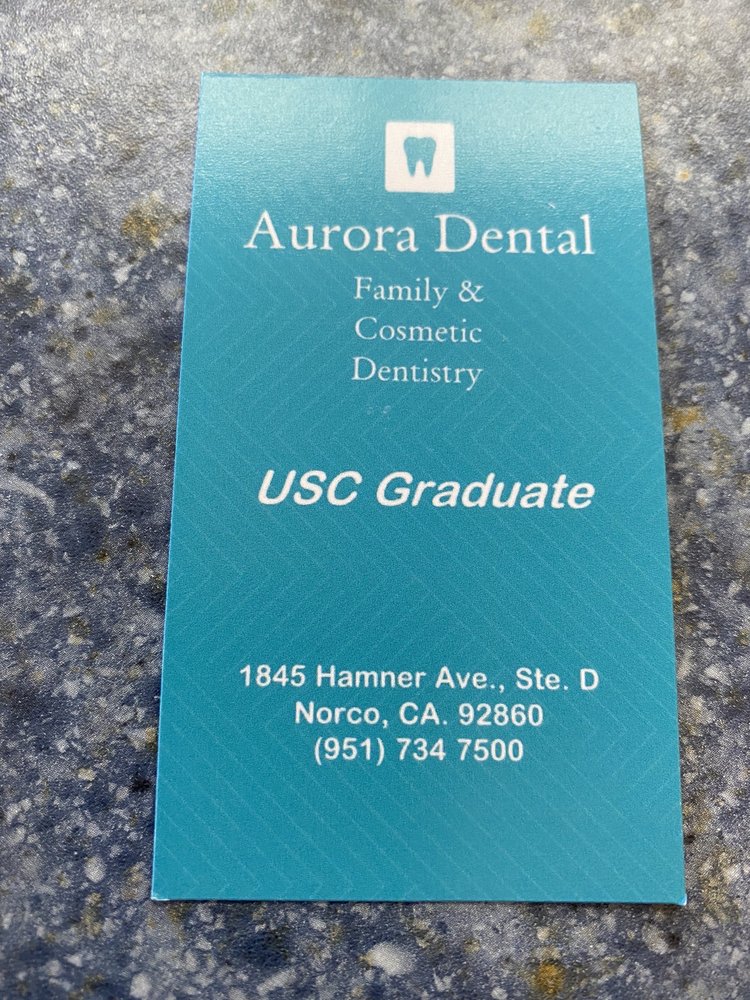 Aurora Dental
Family &
Cosmetic
Dentistry
USC Graduate
1845 Hamner Ave., Ste. D
Norco, CA. 92860
(951) 734 7500